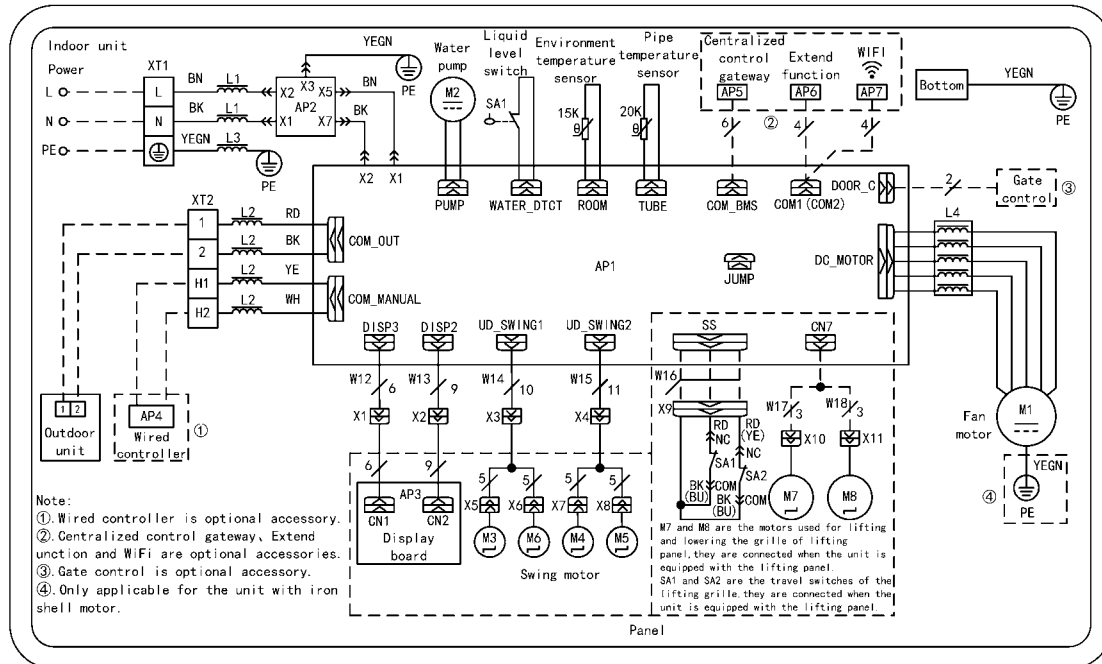 Indoor unit
Power
L
N
PE
XT1
L
N
BN
L1
BK
L1
YEGN
L3
PE
X2
X3
X5
AP2
X1
X7
YEGN
PE
BN
BK
X2
X1
Water
pump
M2
PUMP
Liquid
level
switch
SA1
WATER_DTCT
Environment
temperature
sensor
15K
θ
ROOM
Pipe
temperature
sensor
20K
θ
TUBE
Centralized
control
gateway
AP5
Extend
function
AP6
WIFI
AP7
6
②
4
4
COM_BMS
COM1(COM2)
Bottom
YEGN
PE
DOOR_C
2
Gate
control
③
XT2
1
2
H1
H2
L2
RD
L2
BK
L2
YE
L2
WH
COM_OUT
COM_MANUAL
AP1
JUMP
DC_MOTOR
L4
DISP3
DISP2
UD_SWING1
UD_SWING2
SS
CN7
W12
6
W13
9
W14
10
W15
11
W16
X1
X2
X3
X4
X9
W17
3
W18
3
X10
X11
M7
M8
RD
NC
RD
(YE)
NC
SA1
SA2
BK
(BU)
COM
BK
(BU)
COM
1 2
Outdoor
unit
AP4
Wired
controller
①
6
9
AP3
CN1
CN2
Display
board
5
5
5
5
X5
X6
X7
X8
M3
M6
M4
M5
Swing motor
Fan
motor
M1
YEGN
PE
④
Note:
①. Wired controller is optional accessory.
②. Centralized control gateway、Extend
unction and WiFi are optional accessories.
③. Gate control is optional accessory.
④. Only applicable for the unit with iron
shell motor.
M7 and M8 are the motors used for lifting
and lowering the grille of lifting
panel, they are connected when the unit is
equipped with the lifting panel.
SA1 and SA2 are the travel switches of the
lifting grille, they are connected when the
unit is equipped with the lifting panel.
Panel